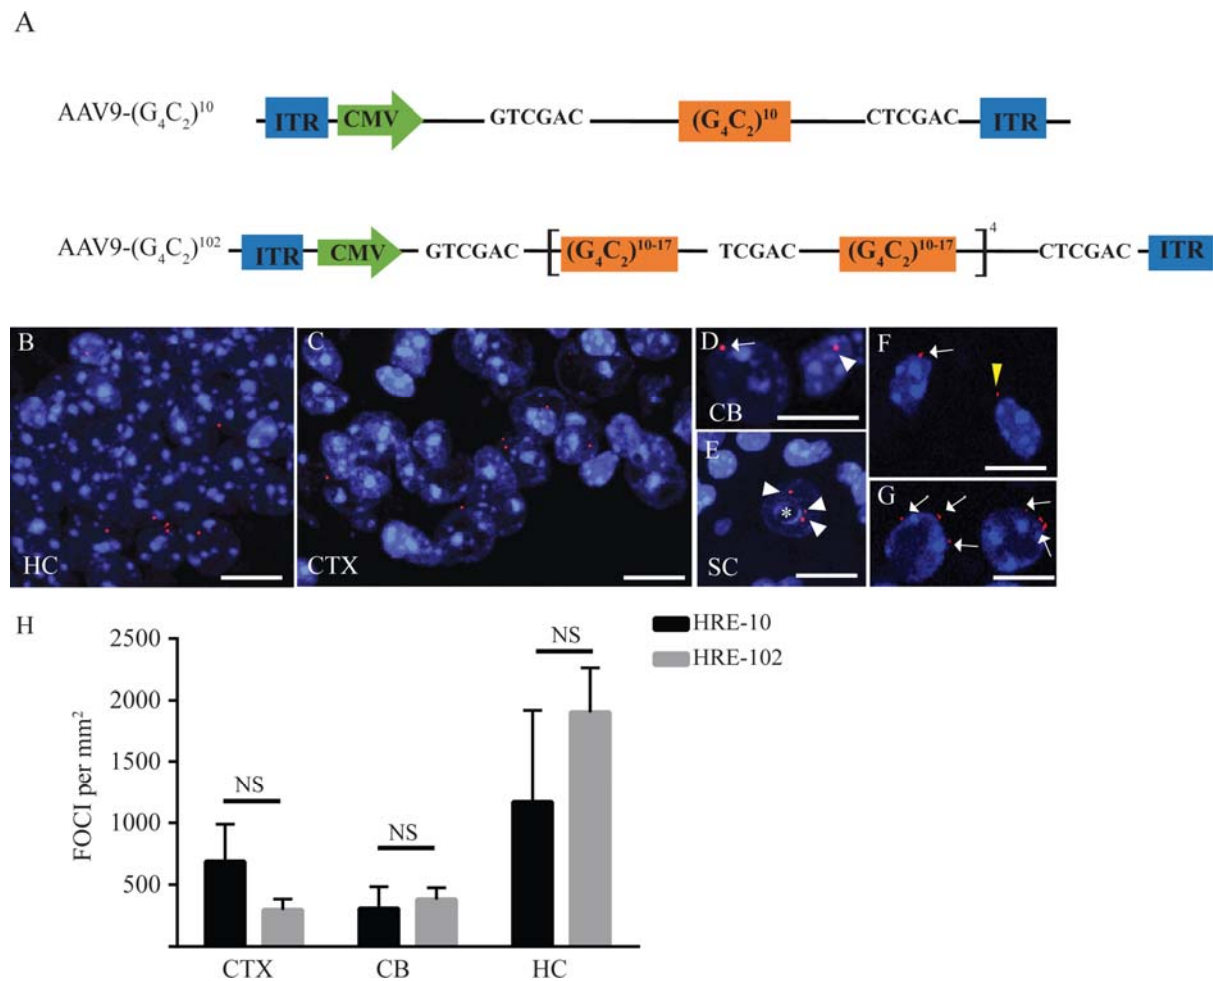 A
AAV9-(G₄C₂)¹⁰ ITR CMV GTCGAC (G₄C₂)¹⁰ CTCGAC ITR
AAV9-(G₄C₂)¹⁰² ITR CMV GTCGAC [(G₄C₂)¹⁰⁻¹⁷ TCGAC (G₄C₂)¹⁰⁻¹⁷]⁴ CTCGAC ITR
B
HC
C
CTX
D
CB
E
*
SC
F
G
H
HRE-10
HRE-102
FOCI per mm²
2500
2000
1500
1000
500
NS
NS
NS
CTX CB HC